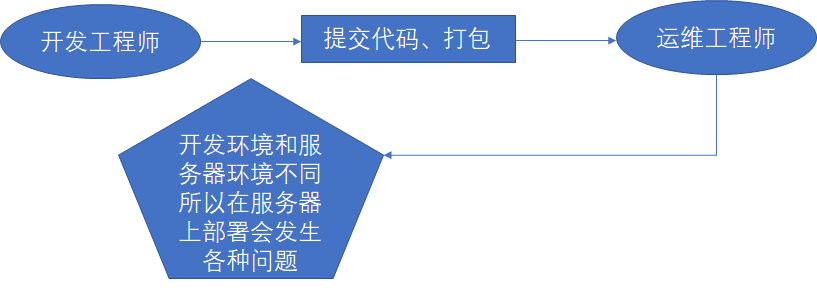 开发工程师
提交代码、打包
运维工程师
开发环境和服
务器环境不同
所以在服务器
上部署会发生
各种问题